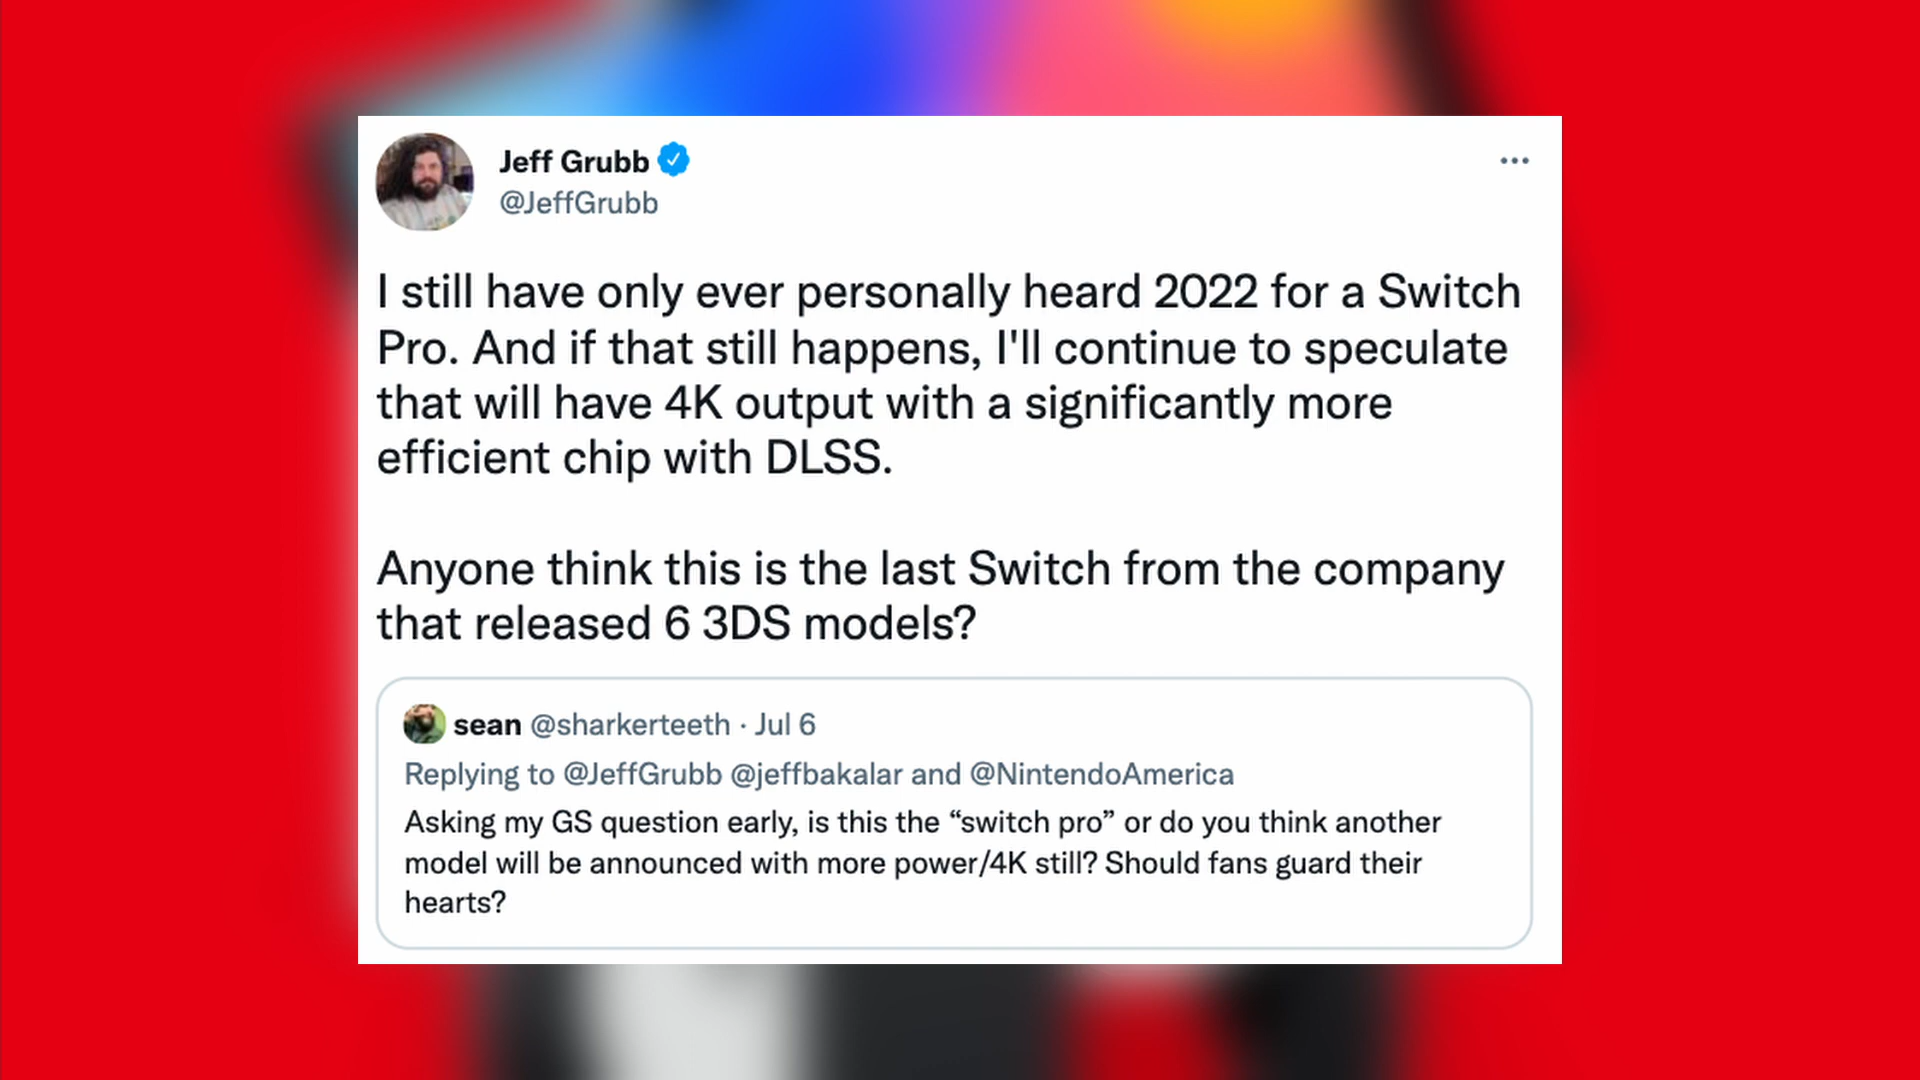 Jeff Grubb
@JeffGrubb
I still have only ever personally heard 2022 for a Switch
Pro. And if that still happens, I'll continue to speculate
that will have 4K output with a significantly more
efficient chip with DLSS.
Anyone think this is the last Switch from the company
that released 6 3DS models?
sean @sharkerteeth · Jul 6
Replying to @JeffGrubb @jeffbakalar and @NintendoAmerica
Asking my GS question early, is this the “switch pro” or do you think another
model will be announced with more power/4K still? Should fans guard their
hearts?